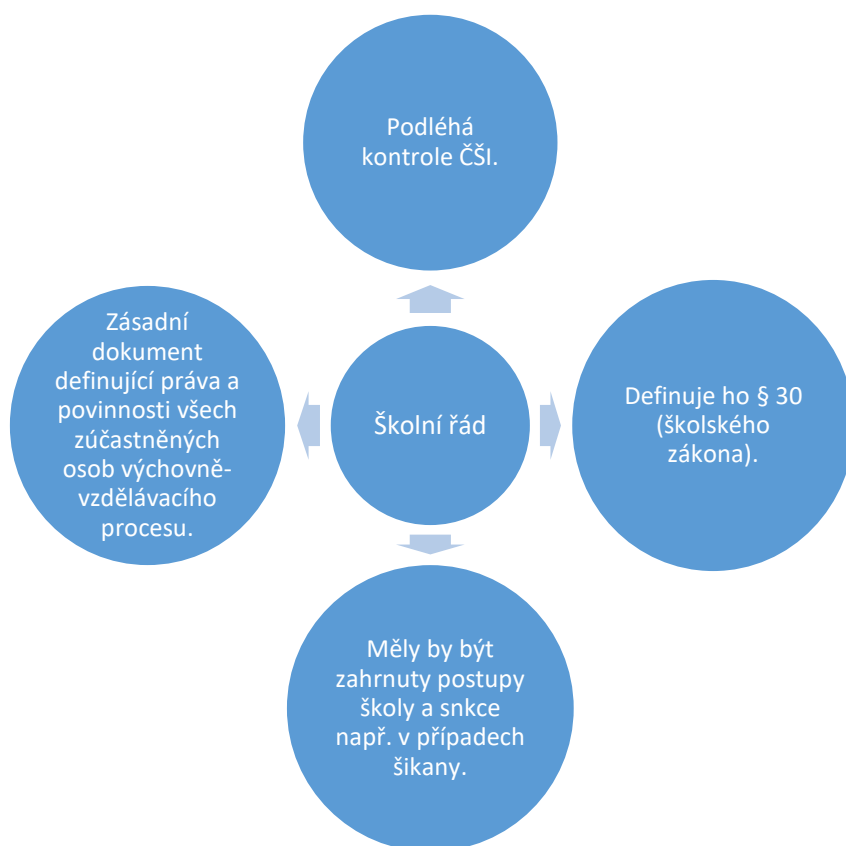 Podléhá
kontrole ČŠI.
Zásadní
dokument
definující práva a
povinnosti všech
zúčastněných
osob výchovně-
vzdělávacího
procesu.
Školní řád
Definuje ho § 30
(školského
zákona).
Měly by být
zahrnuty postupy
školy a snkce
např. v případech
šikany.